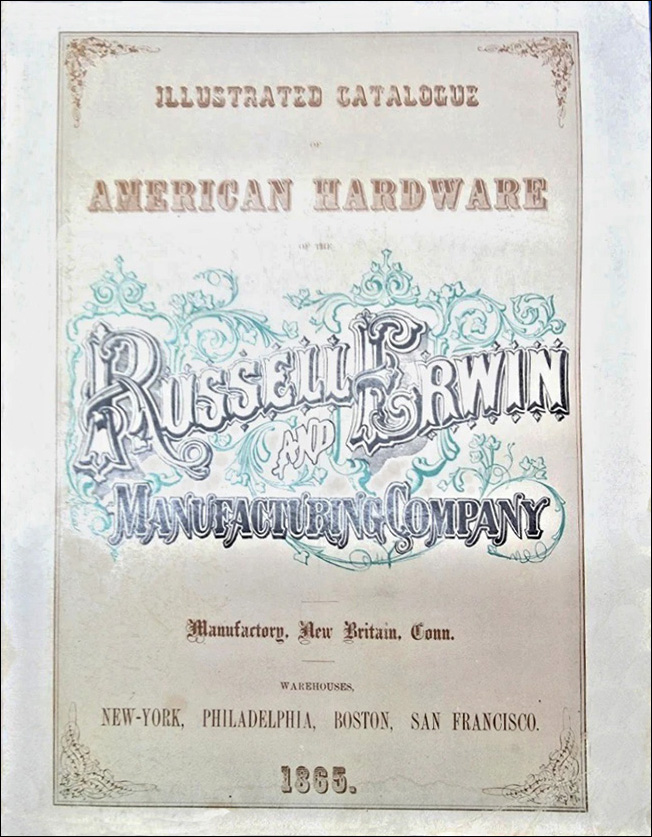 ILLUSTRATED CATALOGUE
OF
AMERICAN HARDWARE
OF THE
RUSSELL AND ERWIN
MANUFACTURING COMPANY
Manufactory, New Britain, Conn.
WAREHOUSES,
NEW-YORK, PHILADELPHIA, BOSTON, SAN FRANCISCO.
1865.